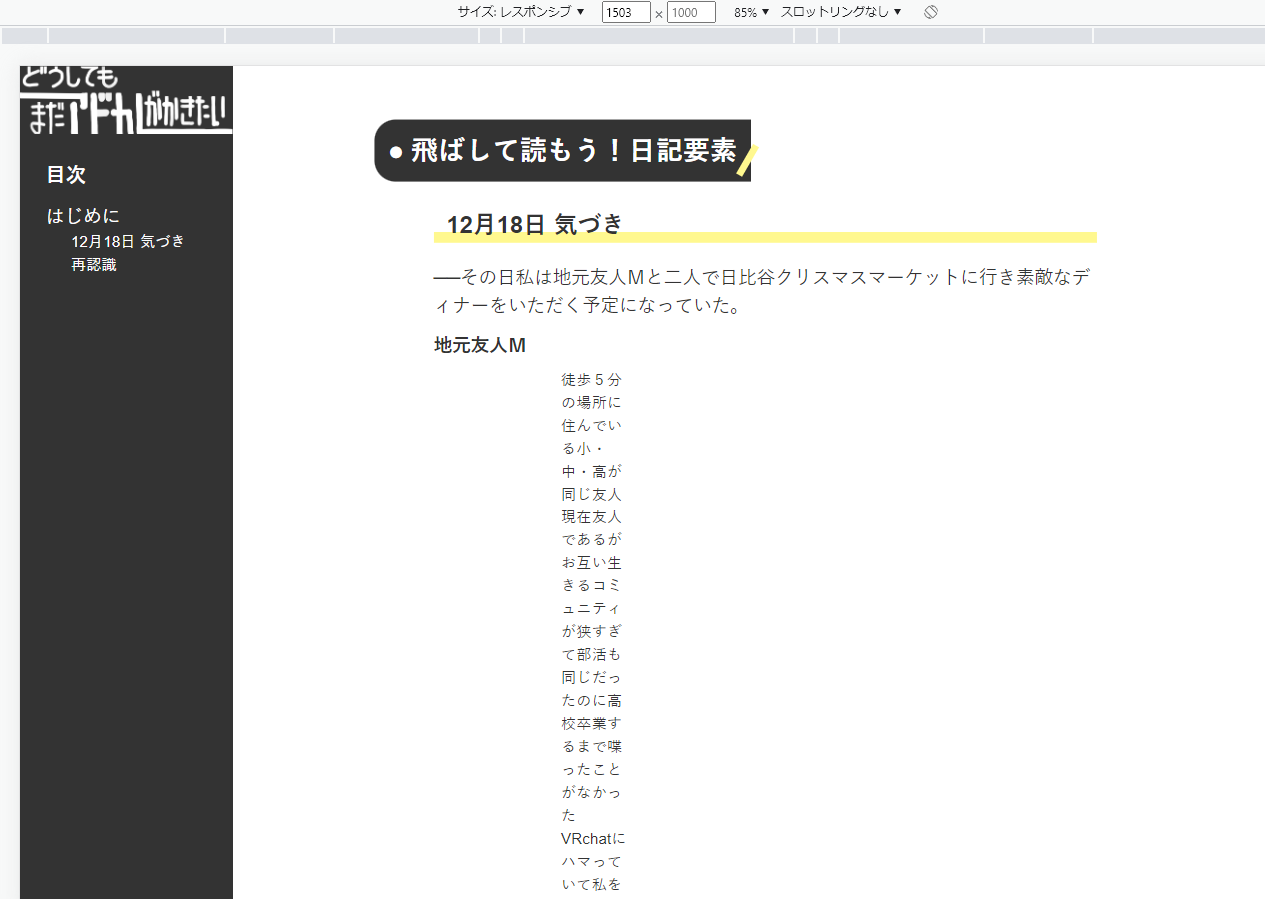 サイズ: レスポンシブ ▼ 1503 × 1000 85% ▼ スロットリングなし ▼
どうしても
まだアドカレがかきたい
目次
はじめに
12月18日 気づき
再認識
● 飛ばして読もう！日記要素
12月18日 気づき
──その日私は地元友人Mと二人で日比谷クリスマスマーケットに行き素敵なデ
ィナーをいただく予定になっていた。
地元友人M
徒歩５分
の場所に
住んでい
る小・
中・高が
同じ友人
現在友人
であるが
お互い生
きるコミ
ュニティ
が狭すぎ
て部活も
同じだっ
たのに高
校卒業す
るまで喋
ったこと
がなかっ
た
VRchatに
ハマって
いて私を